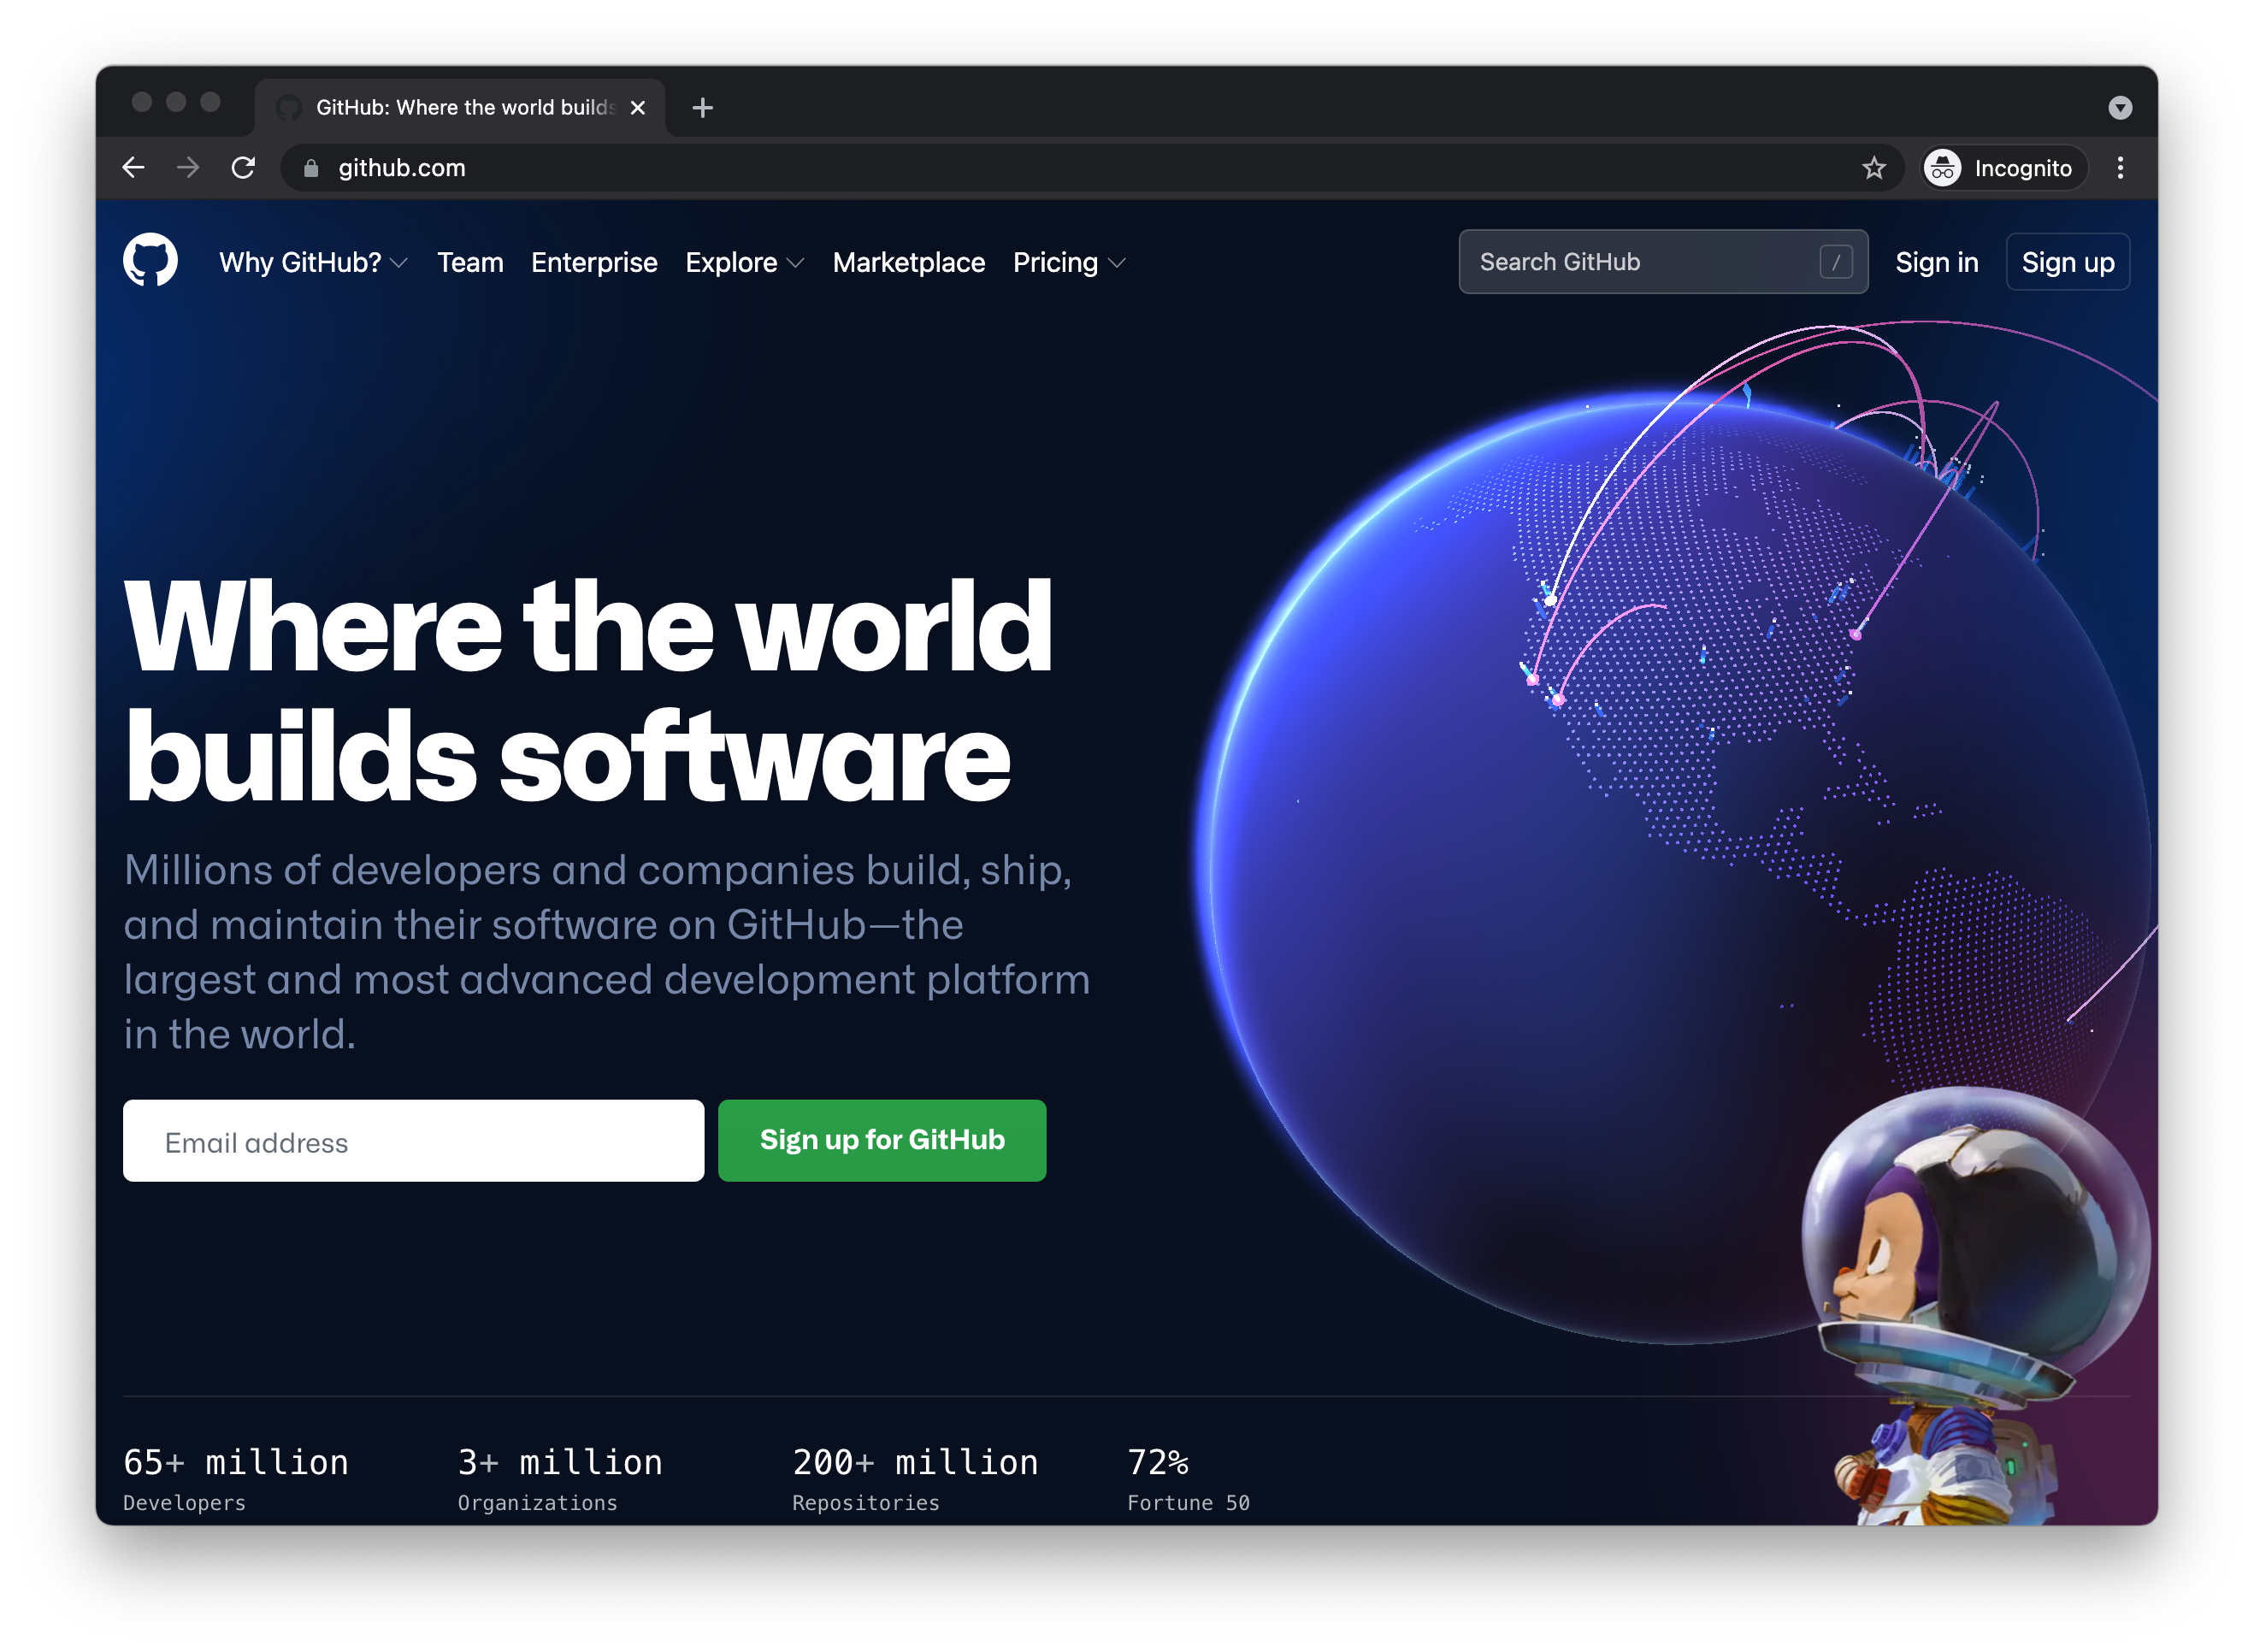 GitHub: Where the world builds
github.com
Incognito
Why GitHub?
Team
Enterprise
Explore
Marketplace
Pricing
Search GitHub
/
Sign in
Sign up
Where the world
builds software
Millions of developers and companies build, ship,
and maintain their software on GitHub—the
largest and most advanced development platform
in the world.
Email address
Sign up for GitHub
65+ million
Developers
3+ million
Organizations
200+ million
Repositories
72%
Fortune 50